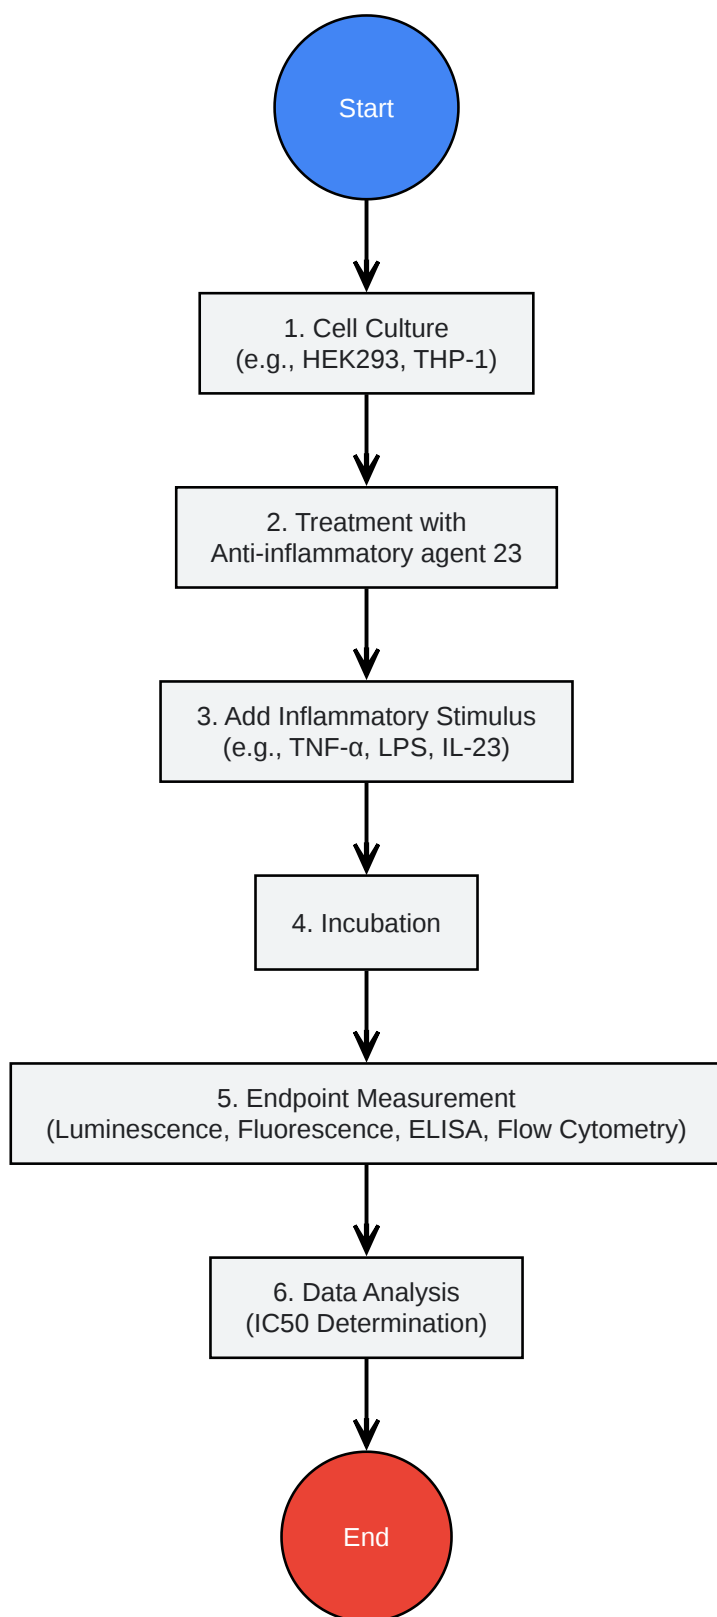 Start
1. Cell Culture
(e.g., HEK293, THP-1)
2. Treatment with
Anti-inflammatory agent 23
3. Add Inflammatory Stimulus
(e.g., TNF-α, LPS, IL-23)
4. Incubation
5. Endpoint Measurement
(Luminescence, Fluorescence, ELISA, Flow Cytometry)
6. Data Analysis
(IC50 Determination)
End